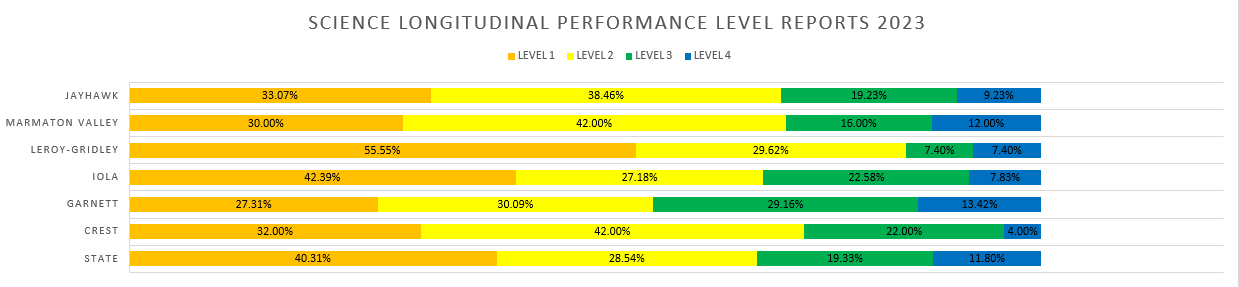 SCIENCE LONGITUDINAL PERFORMANCE LEVEL REPORTS 2023
LEVEL 1 LEVEL 2 LEVEL 3 LEVEL 4
JAYHAWK 33.07% 38.46% 19.23% 9.23%
MARMATON VALLEY 30.00% 42.00% 16.00% 12.00%
LEROY-GRIDLEY 55.55% 29.62% 7.40% 7.40%
IOLA 42.39% 27.18% 22.58% 7.83%
GARNETT 27.31% 30.09% 29.16% 13.42%
CREST 32.00% 42.00% 22.00% 4.00%
STATE 40.31% 28.54% 19.33% 11.80%